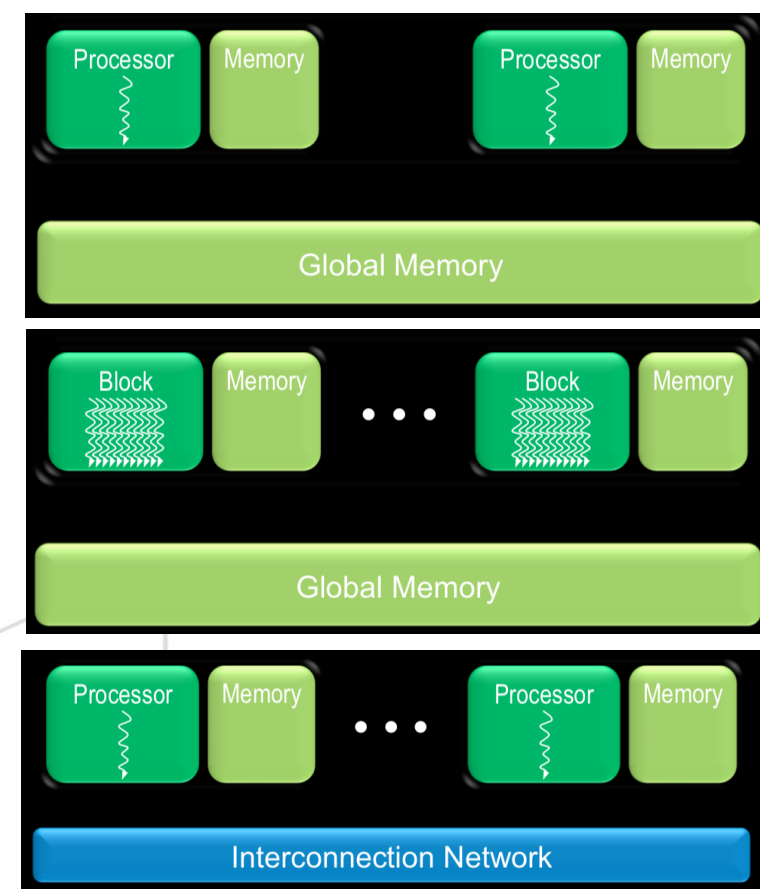 Processor Memory Processor Memory
Global Memory
Block Memory • • • Block Memory
Global Memory
Processor Memory • • • Processor Memory
Interconnection Network